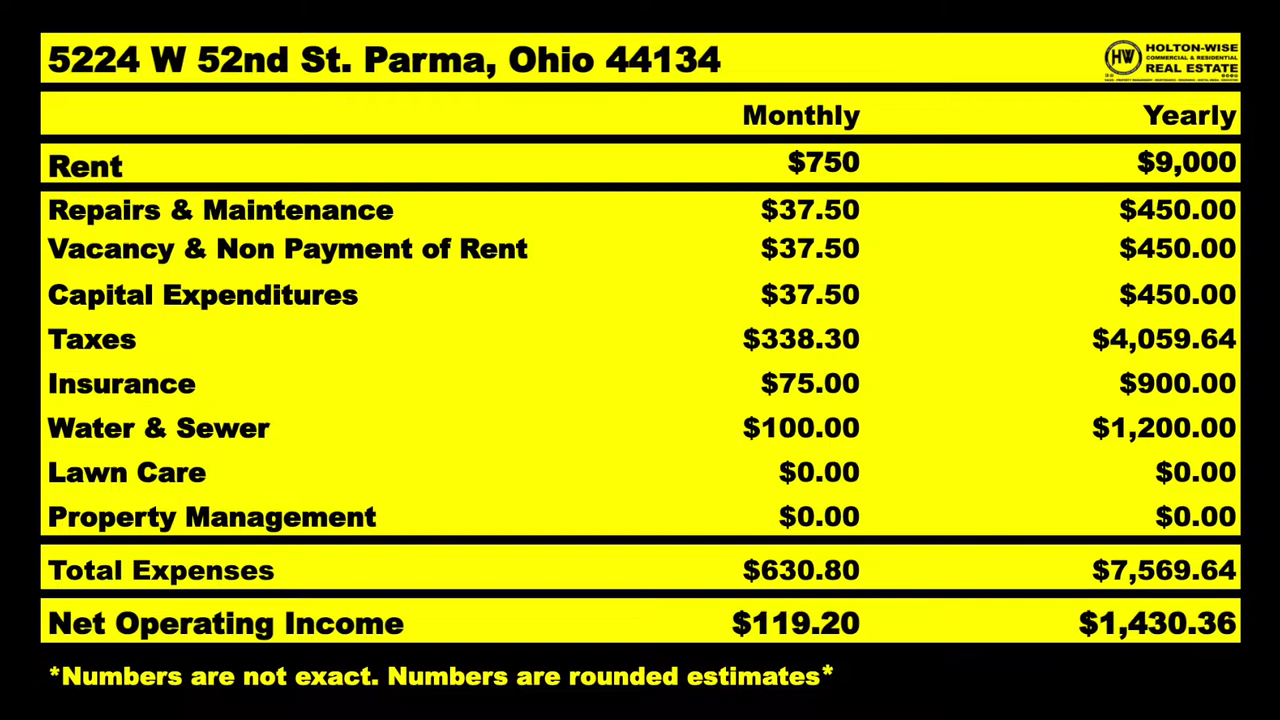 5224 W 52nd St. Parma, Ohio 44134
HW HOLTON-WISE
COMMERCIAL & RESIDENTIAL
REAL ESTATE
Monthly Yearly
Rent $750 $9,000
Repairs & Maintenance $37.50 $450.00
Vacancy & Non Payment of Rent $37.50 $450.00
Capital Expenditures $37.50 $450.00
Taxes $338.30 $4,059.64
Insurance $75.00 $900.00
Water & Sewer $100.00 $1,200.00
Lawn Care $0.00 $0.00
Property Management $0.00 $0.00
Total Expenses $630.80 $7,569.64
Net Operating Income $119.20 $1,430.36
*Numbers are not exact. Numbers are rounded estimates*